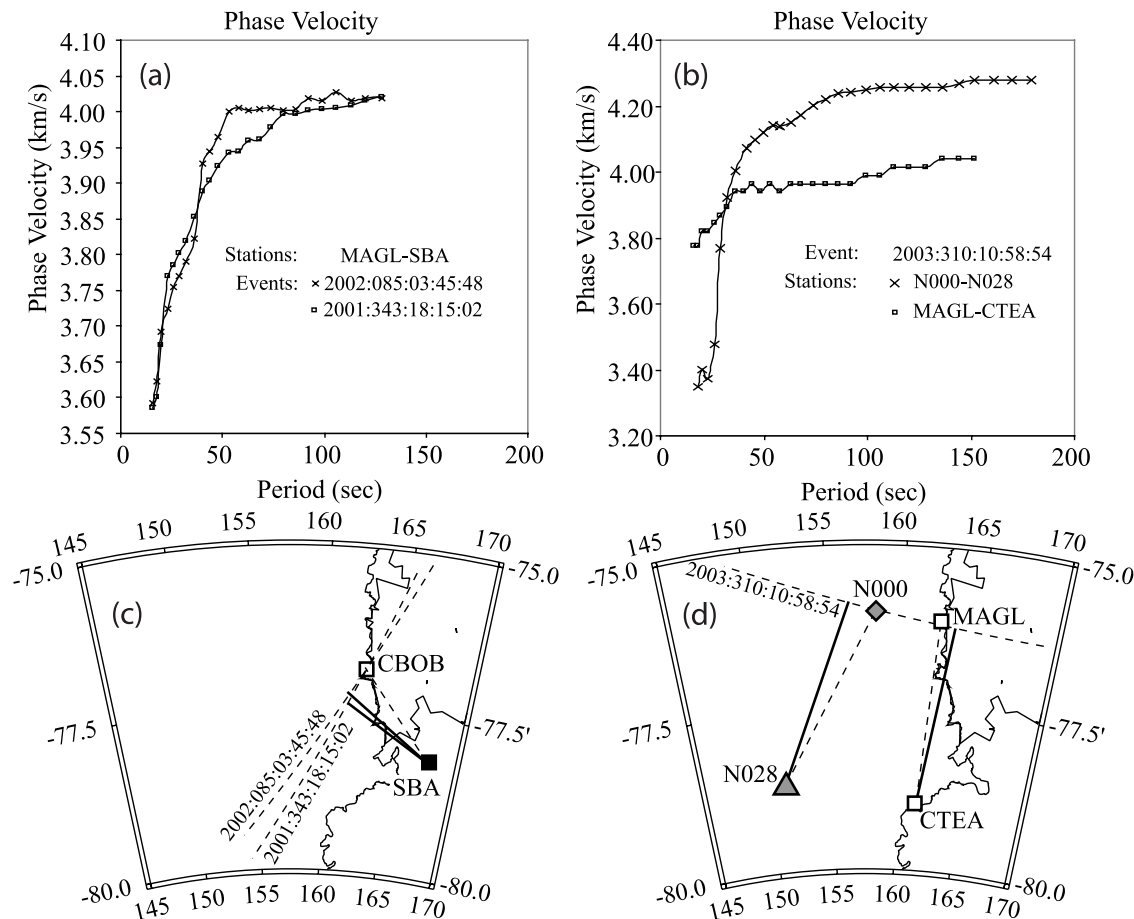 Phase Velocity
(a)
Phase Velocity (km/s)
4.10
4.05
4.00
3.95
3.90
3.85
3.80
3.75
3.70
3.65
3.60
3.55
Stations: MAGL-SBA
Events: × 2002:085:03:45:48
2001:343:18:15:02
0 50 100 150 200
Period (sec)
Phase Velocity
(b)
Phase Velocity (km/s)
4.40
4.20
4.00
3.80
3.60
3.40
3.20
Event: 2003:310:10:58:54
Stations: × N000-N028
MAGL-CTEA
0 50 100 150 200
Period (sec)
145 150 155 160 165 170
-75.0 -75.0
(c)
CBOB
-77.5 -77.5'
2002:085:03:45:48
2001:343:18:15:02
SBA
-80.0 -80.0
145 150 155 160 165 170
145 150 155 160 165 170
-75.0 -75.0
2003:310:10:58:54
N000
(d)
MAGL
-77.5 -77.5'
N028
CTEA
-80.0 -80.0
145 150 155 160 165 170